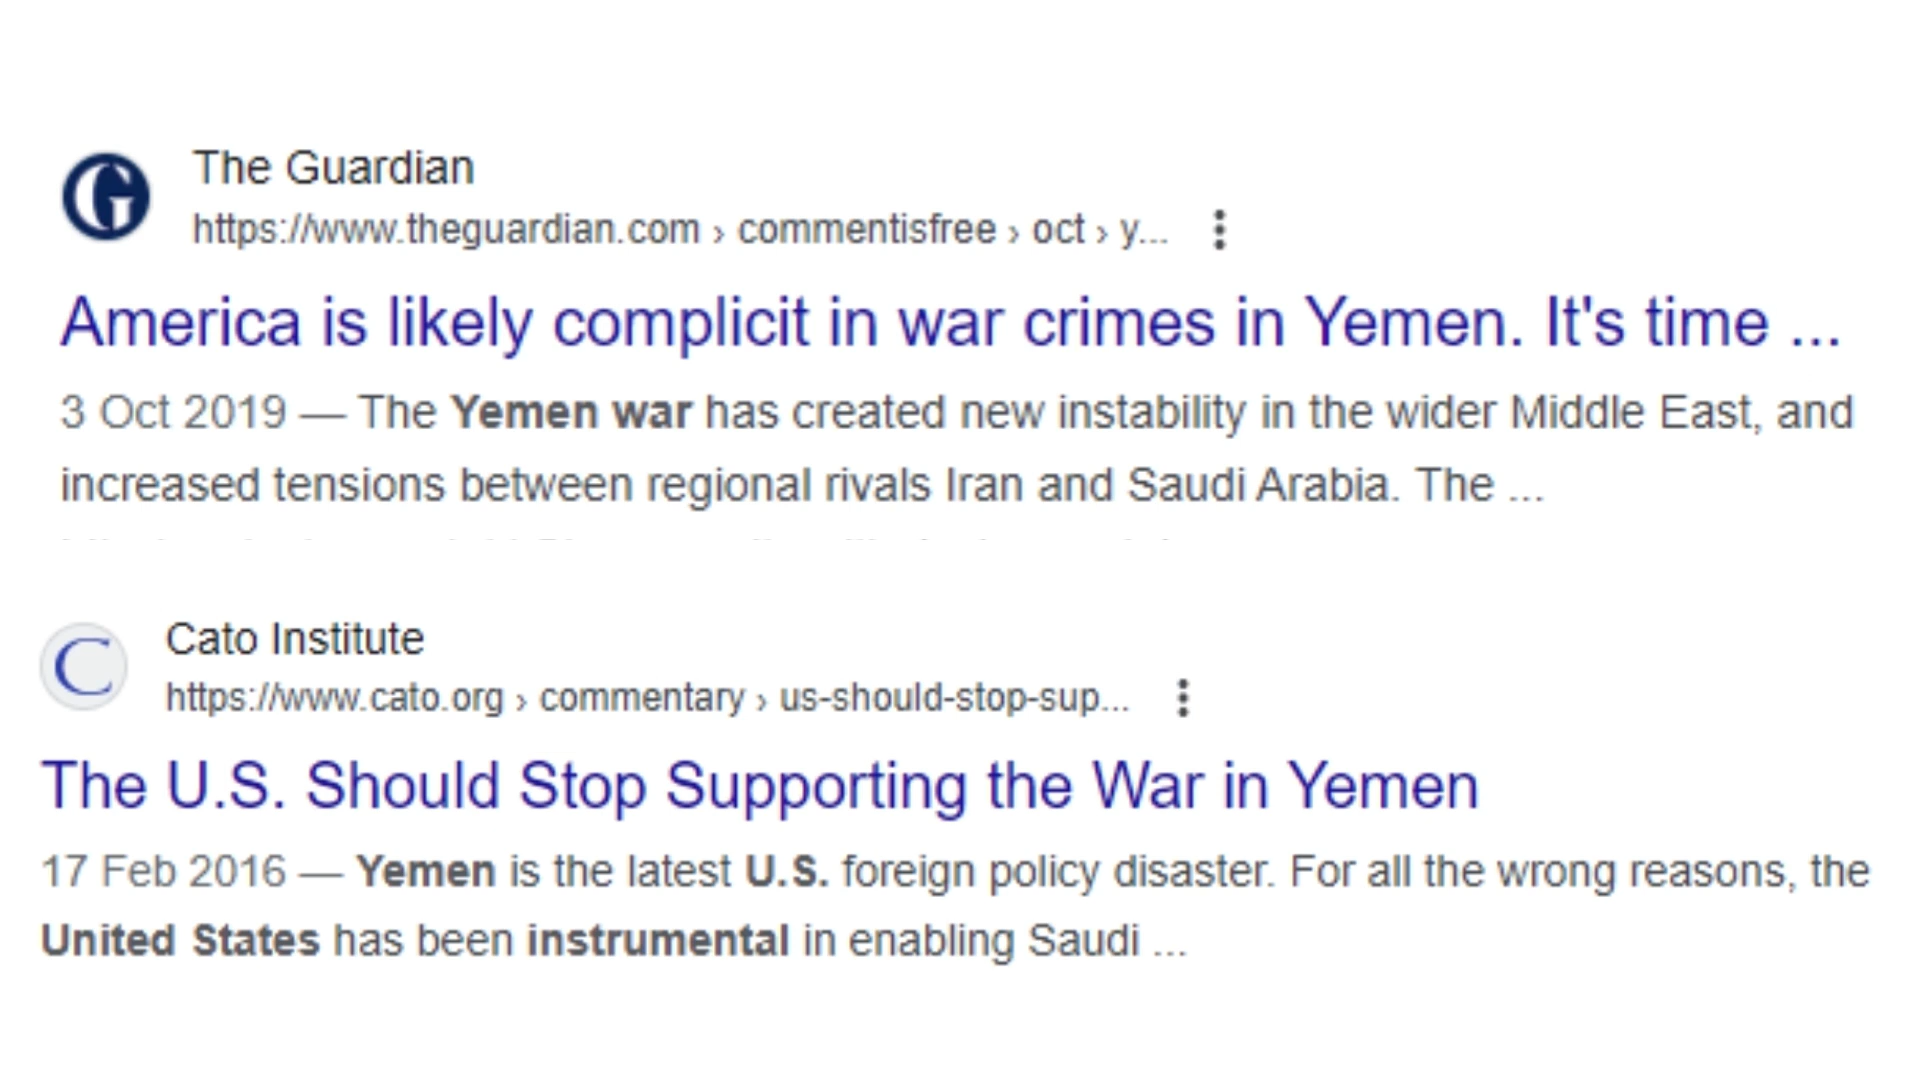 The Guardian
https://www.theguardian.com › commentisfree › oct › y...
America is likely complicit in war crimes in Yemen. It's time ...
3 Oct 2019 — The Yemen war has created new instability in the wider Middle East, and
increased tensions between regional rivals Iran and Saudi Arabia. The ...
C
Cato Institute
https://www.cato.org › commentary › us-should-stop-sup...
The U.S. Should Stop Supporting the War in Yemen
17 Feb 2016 — Yemen is the latest U.S. foreign policy disaster. For all the wrong reasons, the
United States has been instrumental in enabling Saudi ...